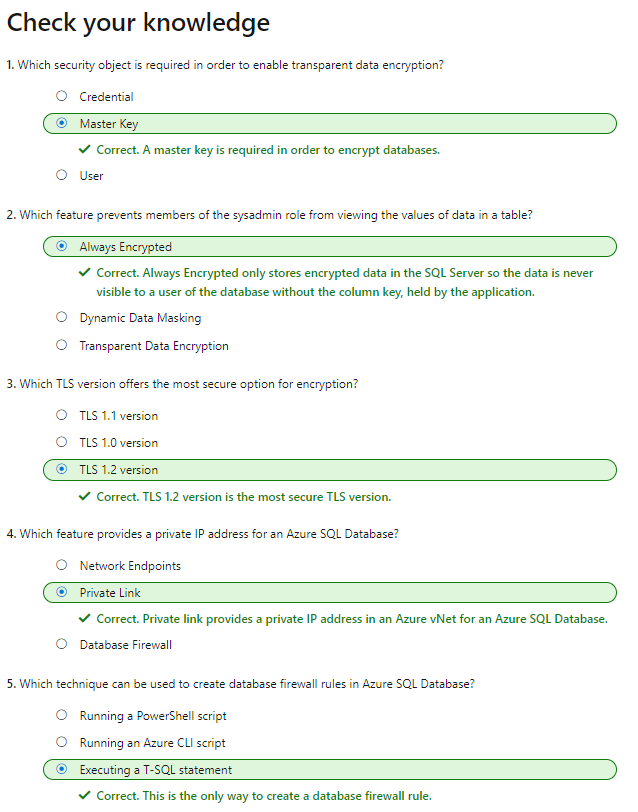 Check your knowledge
1. Which security object is required in order to enable transparent data encryption?
Credential
Master Key
Correct. A master key is required in order to encrypt databases.
User
2. Which feature prevents members of the sysadmin role from viewing the values of data in a table?
Always Encrypted
Correct. Always Encrypted only stores encrypted data in the SQL Server so the data is never
visible to a user of the database without the column key, held by the application.
Dynamic Data Masking
Transparent Data Encryption
3. Which TLS version offers the most secure option for encryption?
TLS 1.1 version
TLS 1.0 version
TLS 1.2 version
Correct. TLS 1.2 version is the most secure TLS version.
4. Which feature provides a private IP address for an Azure SQL Database?
Network Endpoints
Private Link
Correct. Private link provides a private IP address in an Azure vNet for an Azure SQL Database.
Database Firewall
5. Which technique can be used to create database firewall rules in Azure SQL Database?
Running a PowerShell script
Running an Azure CLI script
Executing a T-SQL statement
Correct. This is the only way to create a database firewall rule.